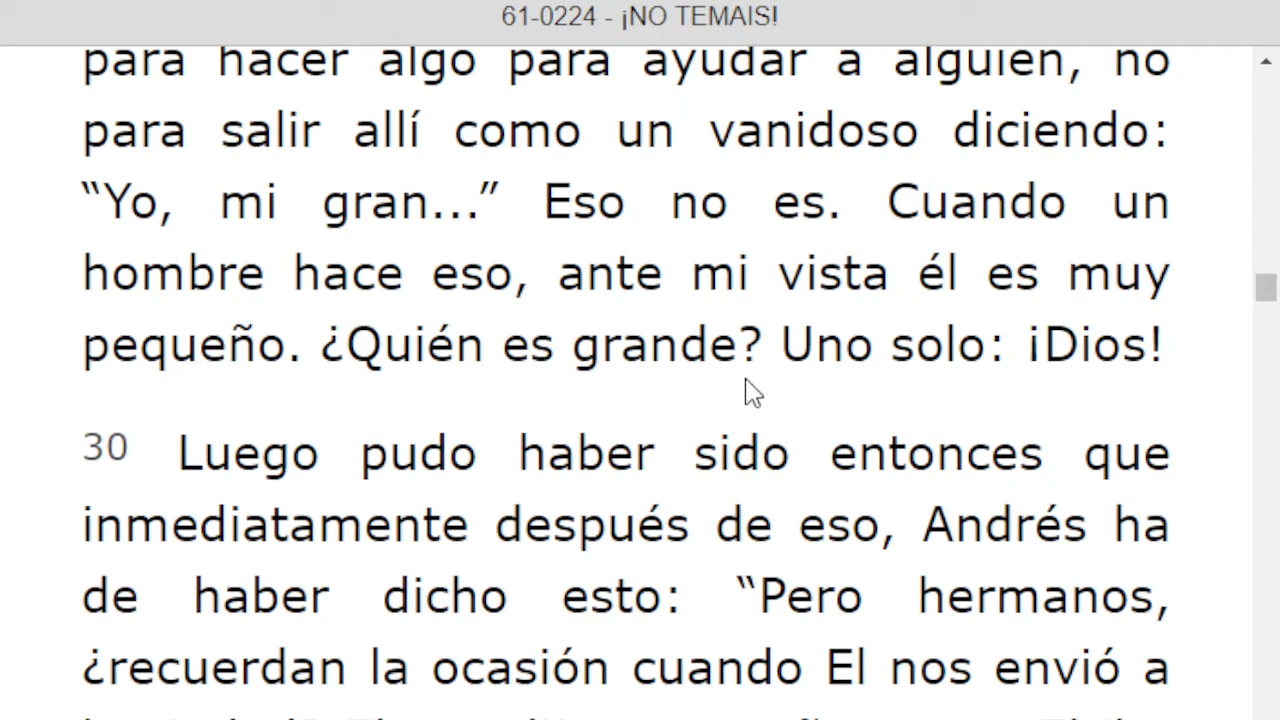 61-0224 - ¡NO TEMAIS!
para hacer algo para ayudar a alguien, no
para salir allí como un vanidoso diciendo:
“Yo, mi gran...” Eso no es. Cuando un
hombre hace eso, ante mi vista él es muy
pequeño. ¿Quién es grande? Uno solo: ¡Dios!
30 Luego pudo haber sido entonces que
inmediatamente después de eso, Andrés ha
de haber dicho esto: “Pero hermanos,
¿recuerdan la ocasión cuando El nos envió a